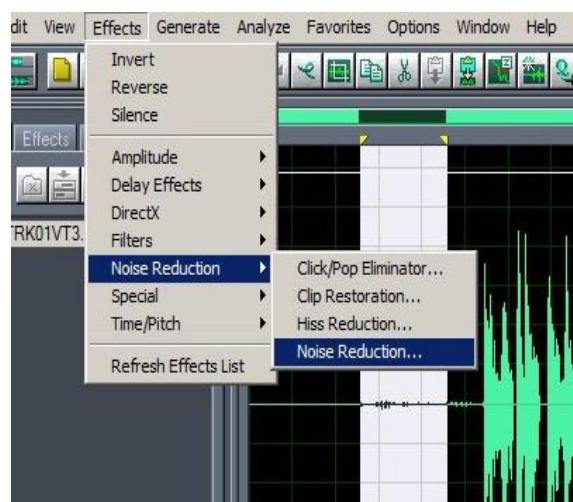 dit View Effects Generate Analyze Favorites Options Window Help
Invert
Reverse
Silence
Effects
Amplitude
Delay Effects
DirectX
TRK01VT3.
Filters
Noise Reduction
Click/Pop Eliminator...
Special
Clip Restoration...
Time/Pitch
Hiss Reduction...
Noise Reduction...
Refresh Effects List